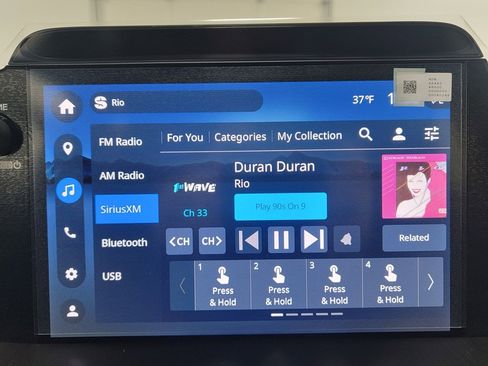 ME
Rio
37 °F
FM Radio
AM Radio
SiriusXM
Bluetooth
USB
For You
Categories
My Collection
1st WAVE
Ch 33
Duran Duran
Rio
Play 90s On 9
Related
CH
CH
1
Press
& Hold
2
Press
& Hold
3
Press
& Hold
4
Press
& Hold